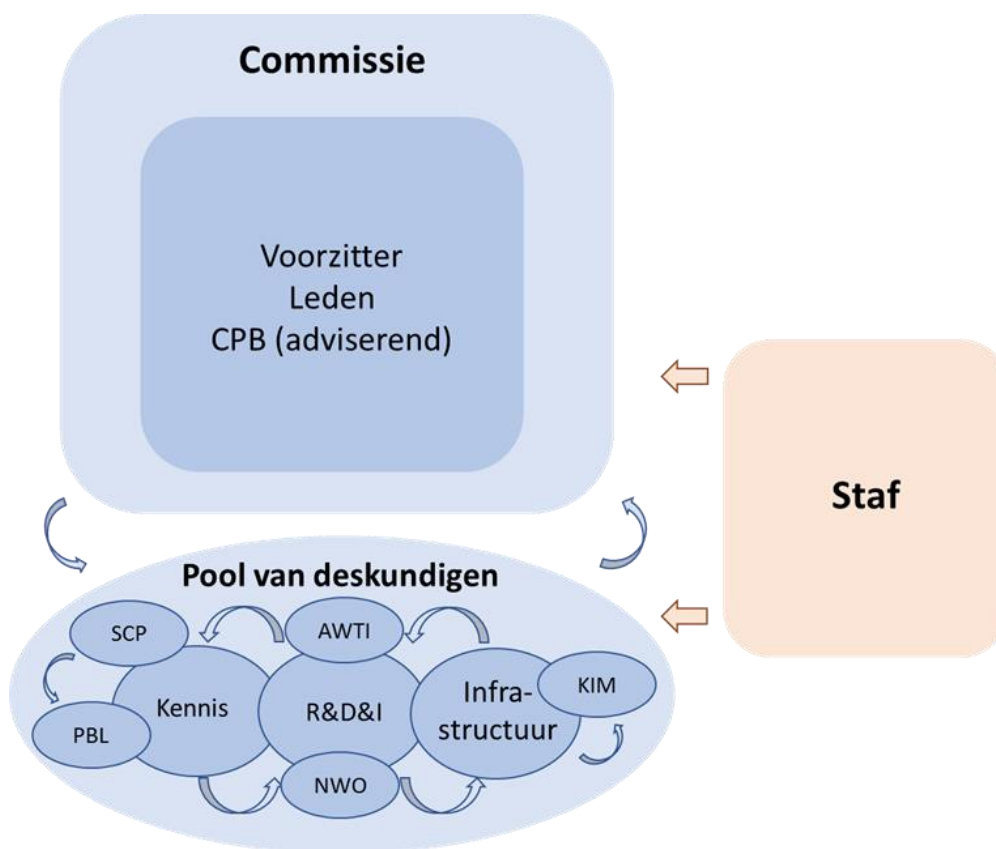 Commissie
Voorzitter
Leden
CPB (adviserend)
Staf
Pool van deskundigen
SCP
AWTI
KIM
Kennis
R&D&I
Infra-
structuur
PBL
NWO